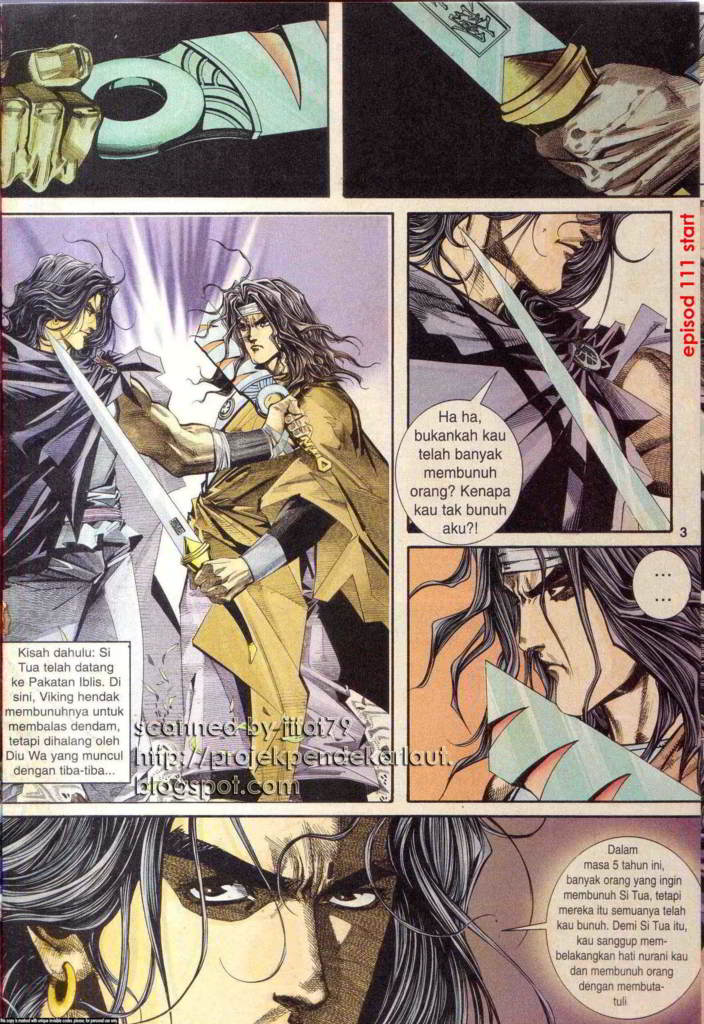 episod 111 start
Ha ha,
bukankah kau
telah banyak
membunuh
orang? Kenapa
kau tak bunuh
aku?!
3
...
...
Kisah dahulu: Si
Tua telah datang
ke Pakatan Iblis. Di
sini, Viking hendak
membunuhnya untuk
membalas dendam,
tetapi dihalang oleh
Diu Wa yang muncul
dengan tiba-tiba...
scanned by jitat79
http://projekpendekarlaut.
blogspot.com
Dalam
masa 5 tahun ini,
banyak orang yang ingin
membunuh Si Tua, tetapi
mereka itu semuanya telah
kau bunuh. Demi Si Tua itu,
kau sanggup mem-
belakangkan hati nurani kau
dan membunuh orang
dengan membuta-
tuli